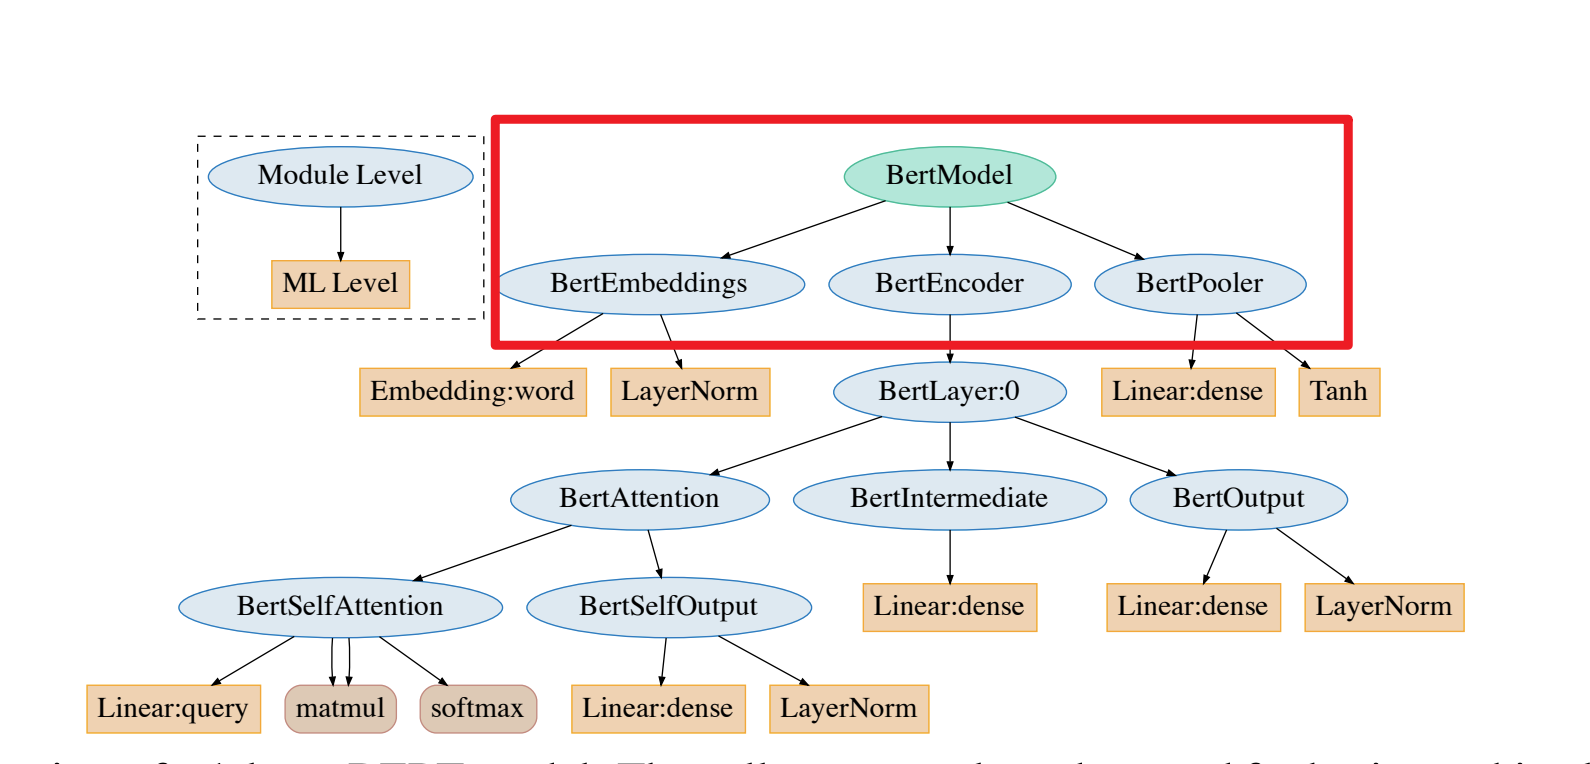 Module Level
BertModel
ML Level
BertEmbeddings
BertEncoder
BertPooler
Embedding:word
LayerNorm
BertLayer:0
Linear:dense
Tanh
BertAttention
BertIntermediate
BertOutput
BertSelfAttention
BertSelfOutput
Linear:dense
Linear:dense
LayerNorm
Linear:query
matmul
softmax
Linear:dense
LayerNorm